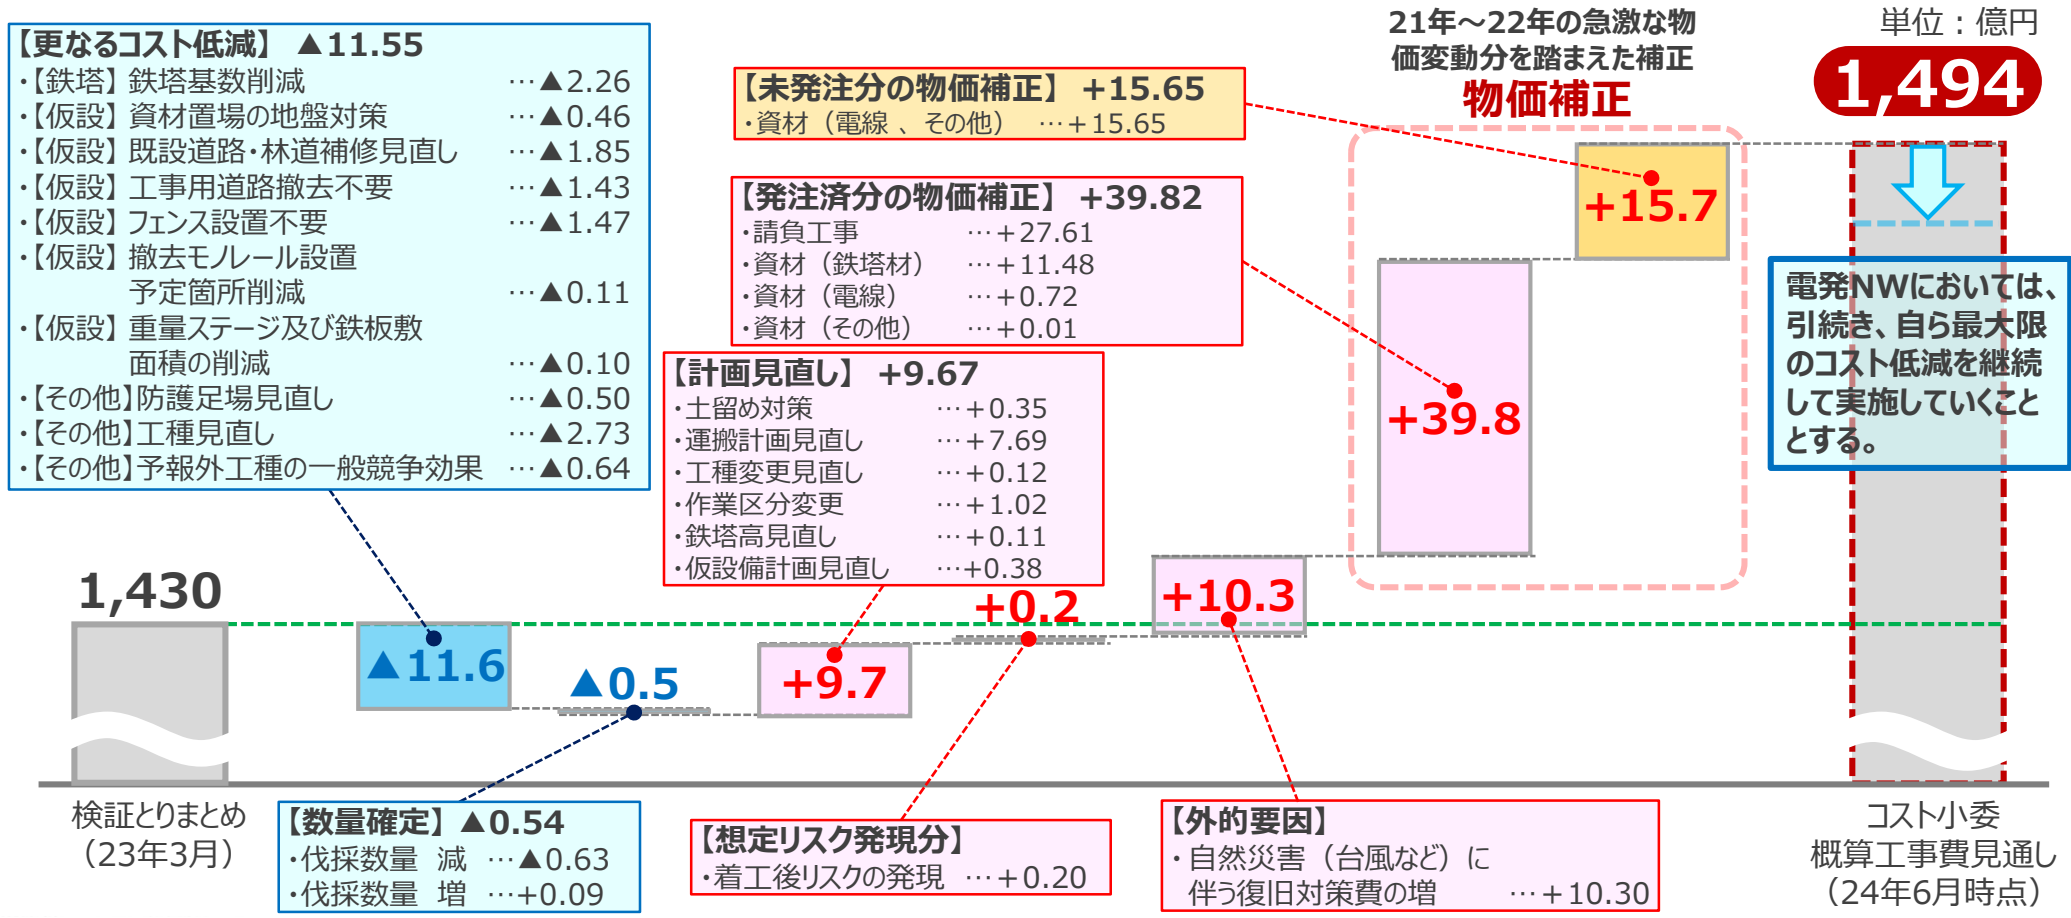 【更なるコスト低減】 ▲11.55
・【鉄塔】 鉄塔基数削減 …▲2.26
・【仮設】 資材置場の地盤対策 …▲0.46
・【仮設】 既設道路・林道補修見直し …▲1.85
・【仮設】 工事用道路撤去不要 …▲1.43
・【仮設】 フェンス設置不要 …▲1.47
・【仮設】 撤去モノレール設置
予定箇所削減 …▲0.11
・【仮設】 重量ステージ及び鉄板敷
面積の削減 …▲0.10
・【その他】防護足場見直し …▲0.50
・【その他】工種見直し …▲2.73
・【その他】予報外工種の一般競争効果 …▲0.64
【未発注分の物価補正】 +15.65
・資材（電線 、その他） …＋15.65
【発注済分の物価補正】 +39.82
・請負工事 …＋27.61
・資材（鉄塔材） …＋11.48
・資材（電線） …＋0.72
・資材（その他） …＋0.01
【計画見直し】 +9.67
・土留め対策 …＋0.35
・運搬計画見直し …＋7.69
・工種変更見直し …＋0.12
・作業区分変更 …＋1.02
・鉄塔高見直し …＋0.11
・仮設備計画見直し …+0.38
21年～22年の急激な物
価変動分を踏まえた補正
物価補正
単位：億円
1,494
+15.7
+39.8
電発NWにおいては、
引続き、自ら最大限
のコスト低減を継続
して実施していくこと
とする。
1,430
▲11.6
▲0.5
+9.7
+0.2
+10.3
検証とりまとめ
（23年3月）
【数量確定】 ▲0.54
・伐採数量 減 …▲0.63
・伐採数量 増 …+0.09
【想定リスク発現分】
・着工後リスクの発現 …＋0.20
【外的要因】
・自然災害（台風など）に
伴う復旧対策費の増 …＋10.30
コスト小委
概算工事費見通し
（24年6月時点）